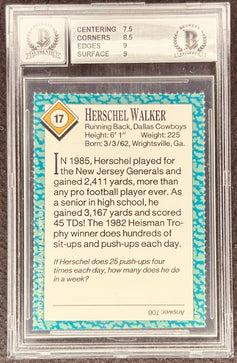 CENTERING 7.5
CORNERS 8.5
EDGES 9
SURFACE 9
17
HERSCHEL WALKER
Running Back, Dallas Cowboys
Height: 6' 1" Weight: 225
Born: 3/3/62, Wrightsville, Ga.
IN 1985, Herschel played for
the New Jersey Generals and
gained 2,411 yards, more than
any pro football player ever. As
a senior in high school, he
gained 3,167 yards and scored
45 TDs! The 1982 Heisman Tro-
phy winner does hundreds of
sit-ups and push-ups each day.
If Herschel does 25 push-ups four
times each day, how many does he do
in a week?
Answer: 700